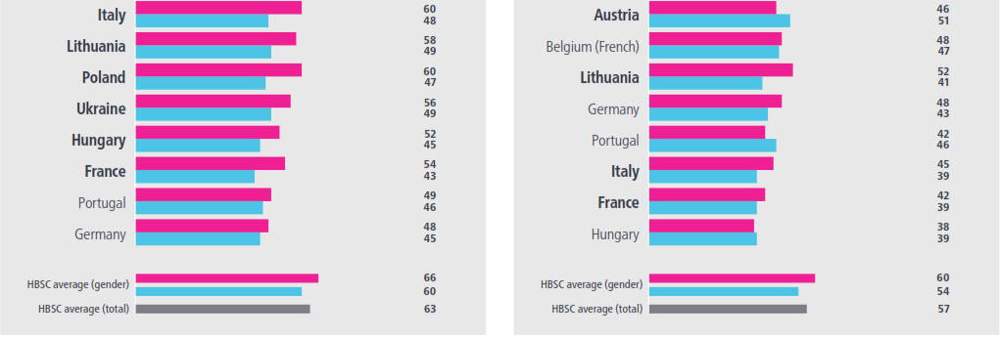 Italy 60
48
Lithuania 58
49
Poland 60
47
Ukraine 56
49
Hungary 52
45
France 54
43
Portugal 49
46
Germany 48
45
HBSC average (gender) 66
60
HBSC average (total) 63
Austria 46
51
Belgium (French) 48
47
Lithuania 52
41
Germany 48
43
Portugal 42
46
Italy 45
39
France 42
39
Hungary 38
39
HBSC average (gender) 60
54
HBSC average (total) 57